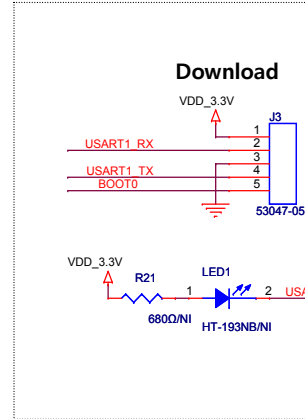 Download
VDD_3.3V
J3
1
USART1_RX
2
3
USART1_TX
4
BOOT0
5
53047-05
VDD_3.3V
R21
LED1
1
2
680Ω/NI
HT-193NB/NI